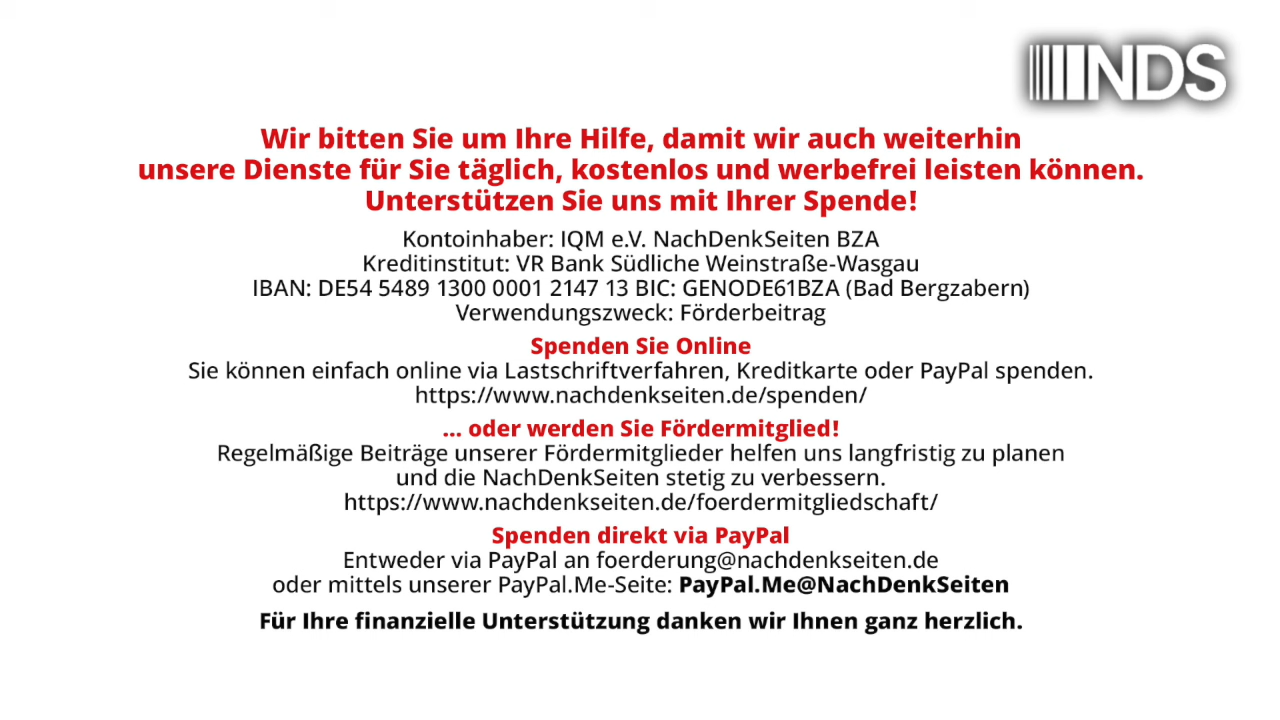 NDS
Wir bitten Sie um Ihre Hilfe, damit wir auch weiterhin
unsere Dienste für Sie täglich, kostenlos und werbefrei leisten können.
Unterstützen Sie uns mit Ihrer Spende!
Kontoinhaber: IQM e.V. NachDenkSeiten BZA
Kreditinstitut: VR Bank Südliche Weinstraße-Wasgau
IBAN: DE54 5489 1300 0001 2147 13 BIC: GENODE61BZA (Bad Bergzabern)
Verwendungszweck: Förderbeitrag
Spenden Sie Online
Sie können einfach online via Lastschriftverfahren, Kreditkarte oder PayPal spenden.
https://www.nachdenkseiten.de/spenden/
... oder werden Sie Fördermitglied!
Regelmäßige Beiträge unserer Fördermitglieder helfen uns langfristig zu planen
und die NachDenkSeiten stetig zu verbessern.
https://www.nachdenkseiten.de/foerdermitgliedschaft/
Spenden direkt via PayPal
Entweder via PayPal an foerderung@nachdenkseiten.de
oder mittels unserer PayPal.Me-Seite: PayPal.Me@NachDenkSeiten
Für Ihre finanzielle Unterstützung danken wir Ihnen ganz herzlich.